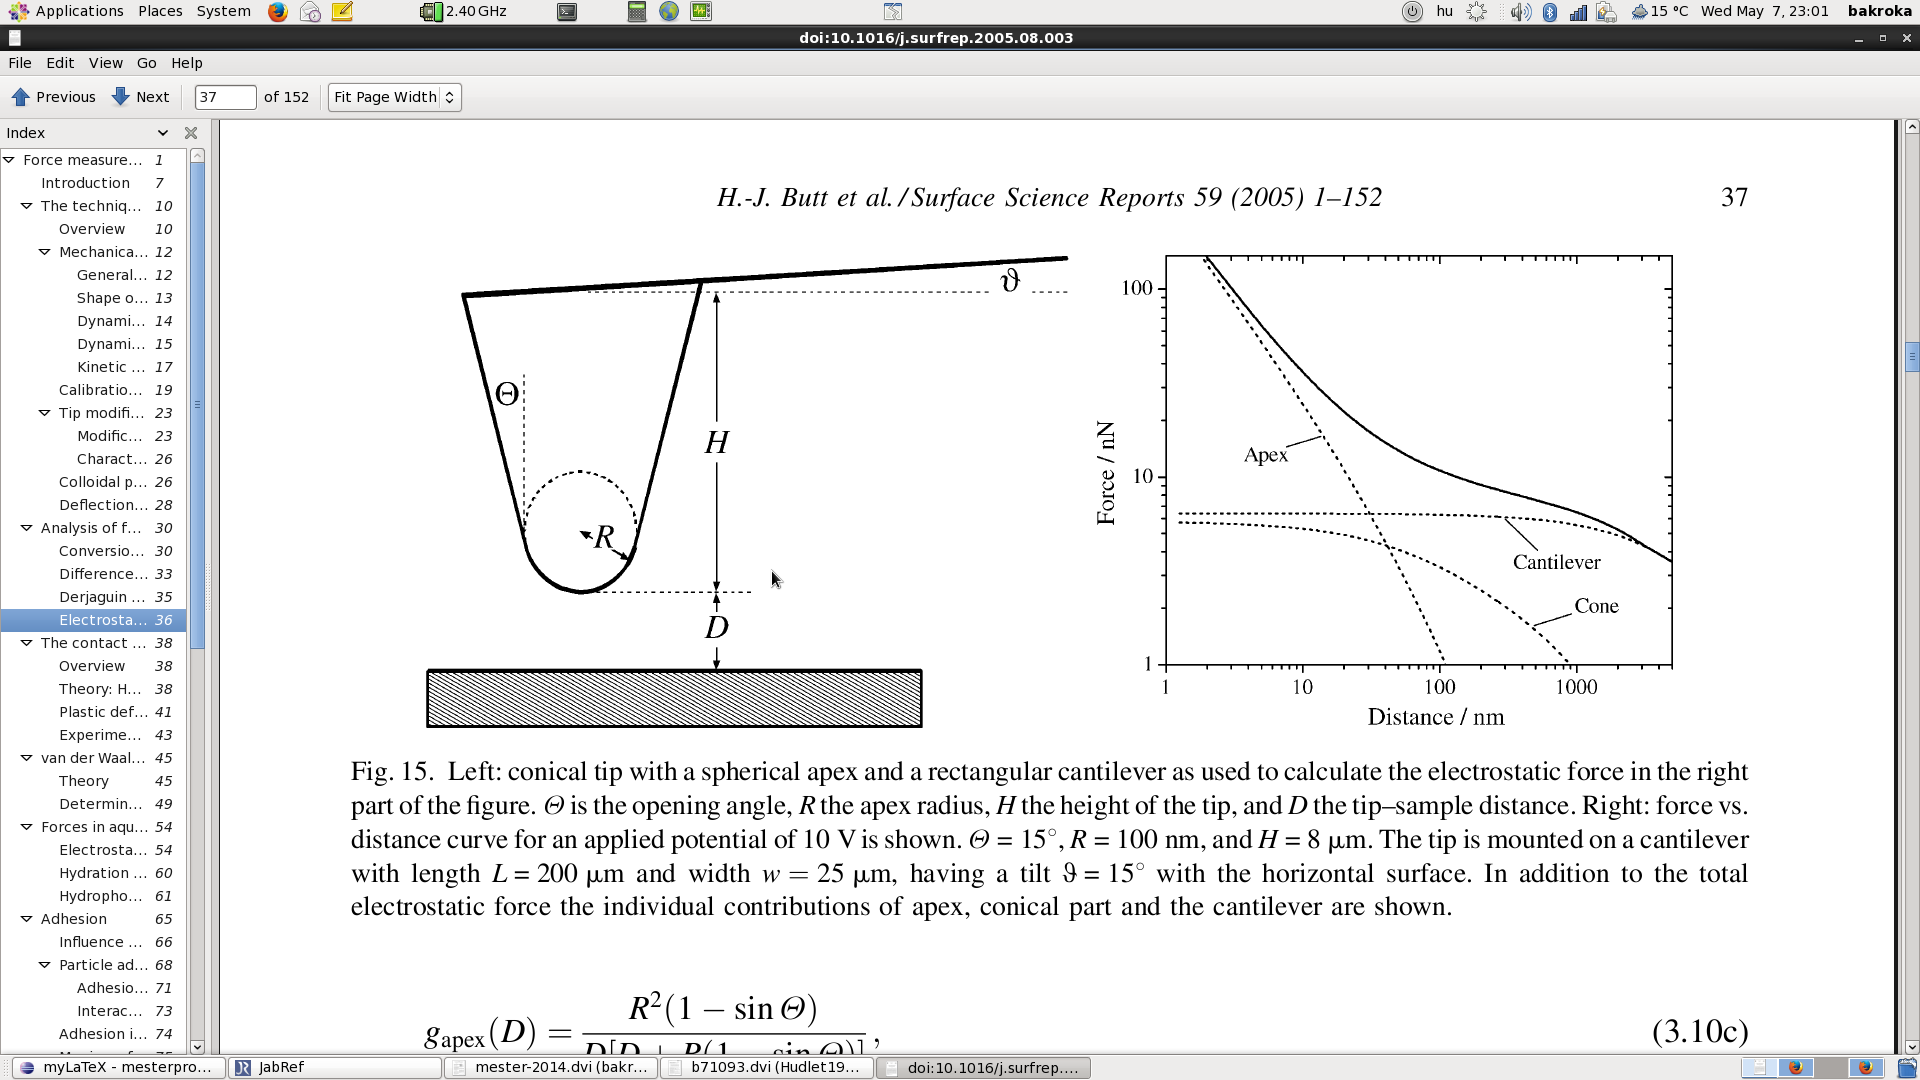 Applications Places System 2.40 GHz hu 15 °C Wed May 7, 23:01 bakroka
doi:10.1016/j.surfrep.2005.08.003
File Edit View Go Help
Previous Next 37 of 152 Fit Page Width
Index
Force measure... 1
Introduction 7
The techniq... 10
Overview 10
Mechanica... 12
General... 12
Shape o... 13
Dynami... 14
Dynami... 15
Kinetic ... 17
Calibratio... 19
Tip modifi... 23
Modific... 23
Charact... 26
Colloidal p... 26
Deflection... 28
Analysis of f... 30
Conversio... 30
Difference... 33
Derjaguin ... 35
Electrosta... 36
The contact ... 38
Overview 38
Theory: H... 38
Plastic def... 41
Experime... 43
van der Waal... 45
Theory 45
Determin... 49
Forces in aqu... 54
Electrosta... 54
Hydration ... 60
Hydropho... 61
Adhesion 65
Influence ... 66
Particle ad... 68
Adhesio... 71
Interac... 73
Adhesion i... 74
H.-J. Butt et al. / Surface Science Reports 59 (2005) 1–152 37
ϑ
Θ
H
R
D
100
10
1
Force / nN
Apex
Cantilever
Cone
1 10 100 1000
Distance / nm
Fig. 15. Left: conical tip with a spherical apex and a rectangular cantilever as used to calculate the electrostatic force in the right
part of the figure. Θ is the opening angle, R the apex radius, H the height of the tip, and D the tip–sample distance. Right: force vs.
distance curve for an applied potential of 10 V is shown. Θ = 15°, R = 100 nm, and H = 8 μm. The tip is mounted on a cantilever
with length L = 200 μm and width w = 25 μm, having a tilt ϑ = 15° with the horizontal surface. In addition to the total
electrostatic force the individual contributions of apex, conical part and the cantilever are shown.
R²(1 − sin Θ)
g_apex(D) = , (3.10c)
D[D + R(1 − sin Θ)]
myLaTeX - mesterpro... JabRef mester-2014.dvi (bakr... b71093.dvi (Hudlet19... doi:10.1016/j.surfrep....